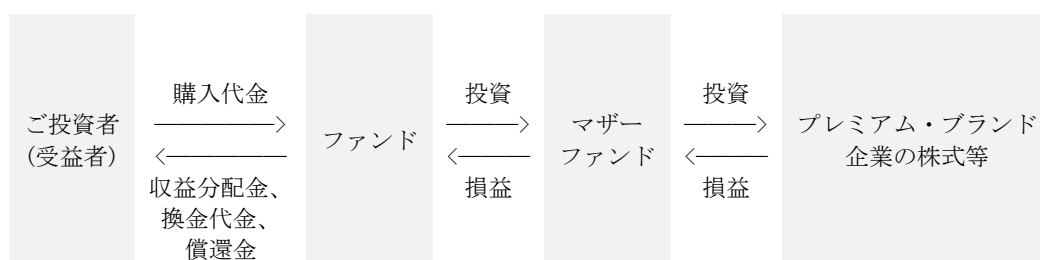 ご投資者
(受益者)
購入代金
収益分配金、
換金代金、
償還金
ファンド
投資
損益
マザー
ファンド
投資
損益
プレミアム・ブランド
企業の株式等